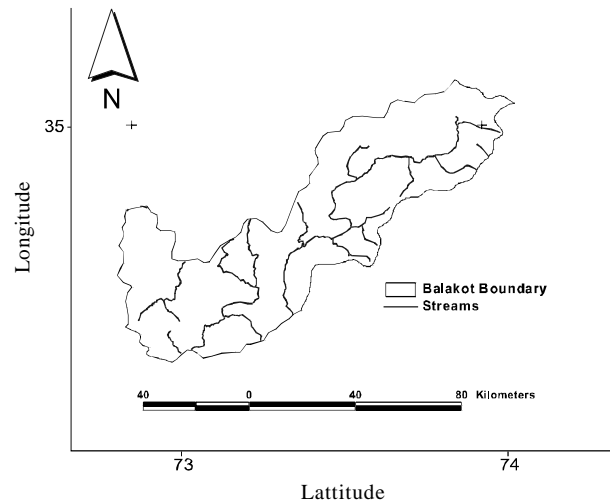 N
35
Longitude
Balakot Boundary
Streams
40 0 40 80 Kilometers
73 74
Lattitude